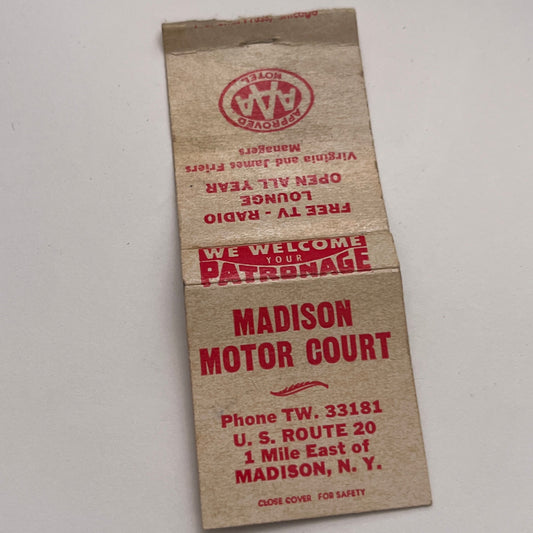 WE WELCOME
YOUR
PATRONAGE
MADISON
MOTOR COURT
Phone TW. 33181
U. S. ROUTE 20
1 Mile East of
MADISON, N. Y.
CLOSE COVER FOR SAFETY
FREE TV - RADIO
LOUNGE
OPEN ALL YEAR
Virginia and James Friers
Managers
APPROVED
AAA
HOTEL